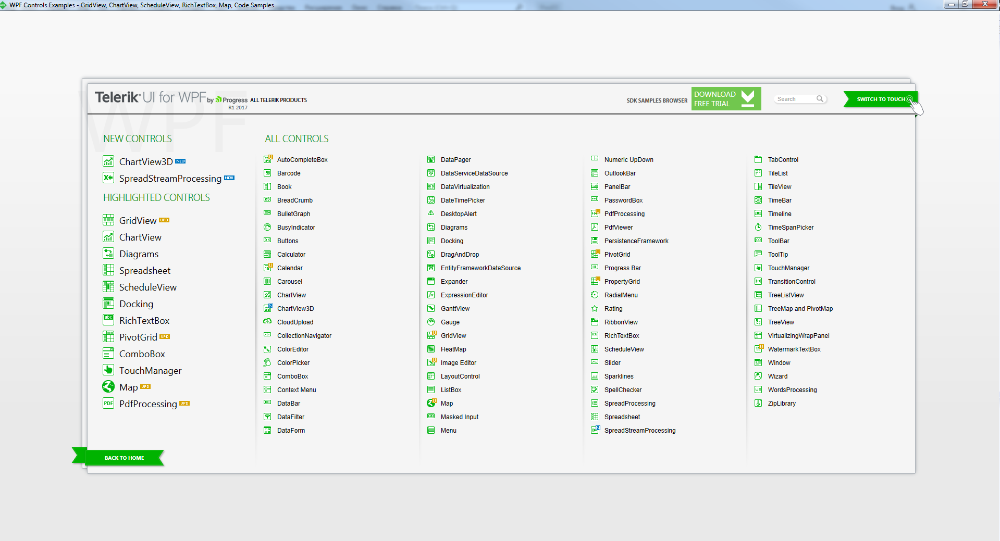 WPF Controls Examples - GridView, ChartView, ScheduleView, RichTextBox, Map, Code Samples
Telerik UI for WPF by Progress ALL TELERIK PRODUCTS
R1 2017
SDK SAMPLES BROWSER
DOWNLOAD
FREE TRIAL
Search
SWITCH TO TOUCH
WPF
NEW CONTROLS
ChartView3D NEW
SpreadStreamProcessing NEW
HIGHLIGHTED CONTROLS
GridView UPD
ChartView
Diagrams
Spreadsheet
ScheduleView
Docking
RichTextBox
PivotGrid UPD
ComboBox
TouchManager
Map UPD
PdfProcessing UPD
BACK TO HOME
ALL CONTROLS
AutoCompleteBox
Barcode
Book
BreadCrumb
BulletGraph
BusyIndicator
Buttons
Calculator
Calendar
Carousel
ChartView
ChartView3D
CloudUpload
CollectionNavigator
ColorEditor
ColorPicker
ComboBox
Context Menu
DataBar
DataFilter
DataForm
DataPager
DataServiceDataSource
DataVirtualization
DateTimePicker
DesktopAlert
Diagrams
Docking
DragAndDrop
EntityFrameworkDataSource
Expander
ExpressionEditor
GanttView
Gauge
GridView
HeatMap
Image Editor
LayoutControl
ListBox
Map
Masked Input
Menu
Numeric UpDown
OutlookBar
PanelBar
PasswordBox
PdfProcessing
PdfViewer
PersistenceFramework
PivotGrid
Progress Bar
PropertyGrid
RadialMenu
Rating
RibbonView
RichTextBox
ScheduleView
Slider
Sparklines
SpellChecker
SpreadProcessing
Spreadsheet
SpreadStreamProcessing
TabControl
TileList
TileView
TimeBar
Timeline
TimeSpanPicker
ToolBar
ToolTip
TouchManager
TransitionControl
TreeListView
TreeMap and PivotMap
TreeView
VirtualizingWrapPanel
WatermarkTextBox
Window
Wizard
WordsProcessing
ZipLibrary